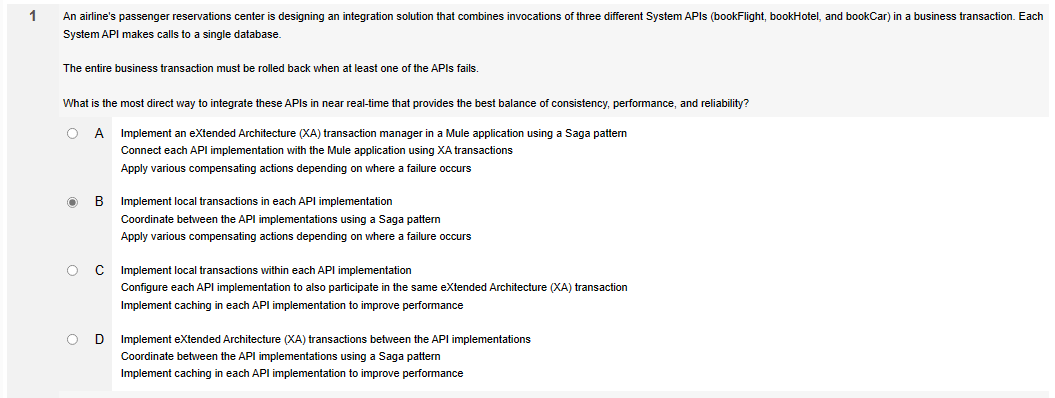 1 An airline's passenger reservations center is designing an integration solution that combines invocations of three different System APIs (bookFlight, bookHotel, and bookCar) in a business transaction. Each
System API makes calls to a single database.
The entire business transaction must be rolled back when at least one of the APIs fails.
What is the most direct way to integrate these APIs in near real-time that provides the best balance of consistency, performance, and reliability?
A Implement an eXtended Architecture (XA) transaction manager in a Mule application using a Saga pattern
Connect each API implementation with the Mule application using XA transactions
Apply various compensating actions depending on where a failure occurs
B Implement local transactions in each API implementation
Coordinate between the API implementations using a Saga pattern
Apply various compensating actions depending on where a failure occurs
C Implement local transactions within each API implementation
Configure each API implementation to also participate in the same eXtended Architecture (XA) transaction
Implement caching in each API implementation to improve performance
D Implement eXtended Architecture (XA) transactions between the API implementations
Coordinate between the API implementations using a Saga pattern
Implement caching in each API implementation to improve performance